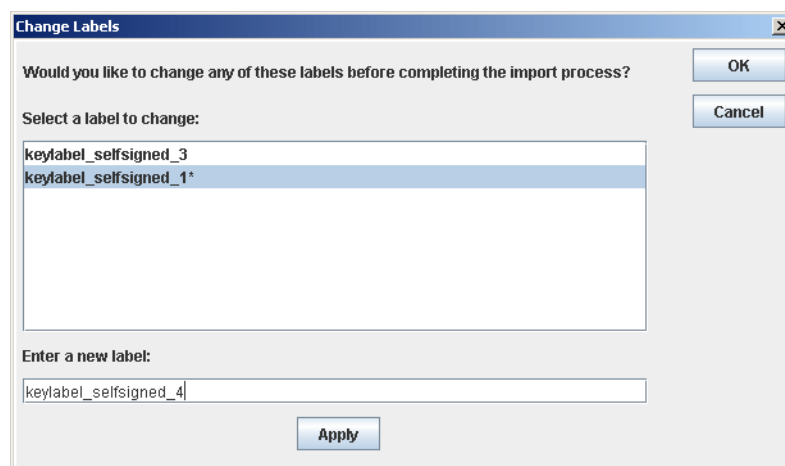 Change Labels
Would you like to change any of these labels before completing the import process?
OK
Cancel
Select a label to change:
keylabel_selfsigned_3
keylabel_selfsigned_1*
Enter a new label:
keylabel_selfsigned_4
Apply